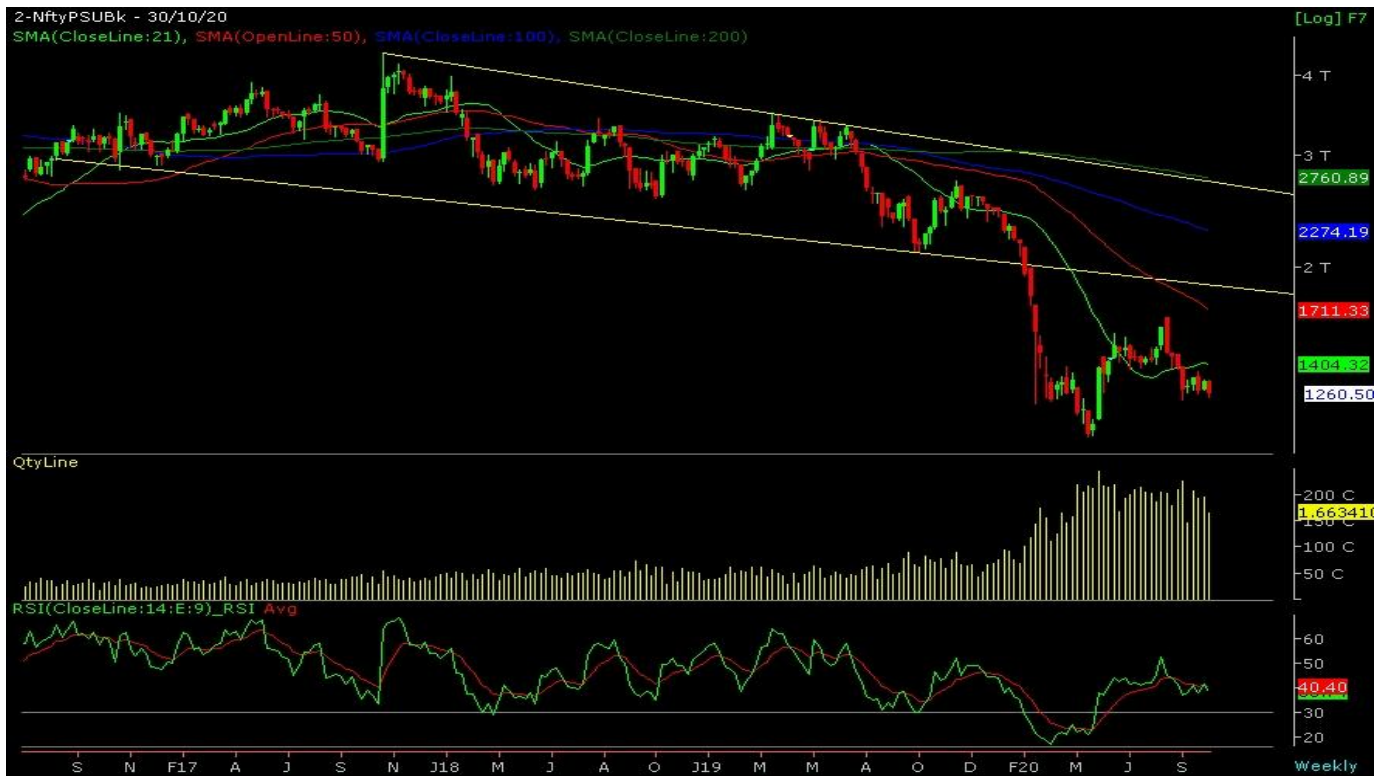 2-NftyPSUBk - 30/10/20
[Log] F7
SMA(CloseLine:21), SMA(OpenLine:50), SMA(CloseLine:100), SMA(CloseLine:200)
4 T
3 T
2760.89
2274.19
2 T
1711.33
1404.32
1260.50
QtyLine
200 C
1.663410
150 C
100 C
50 C
RSI(CloseLine:14:E:9)_RSI Avg
60
50
40.40
30
20
S N F17 A J S N J18 M J A O J19 M M A O D F20 M J S
Weekly